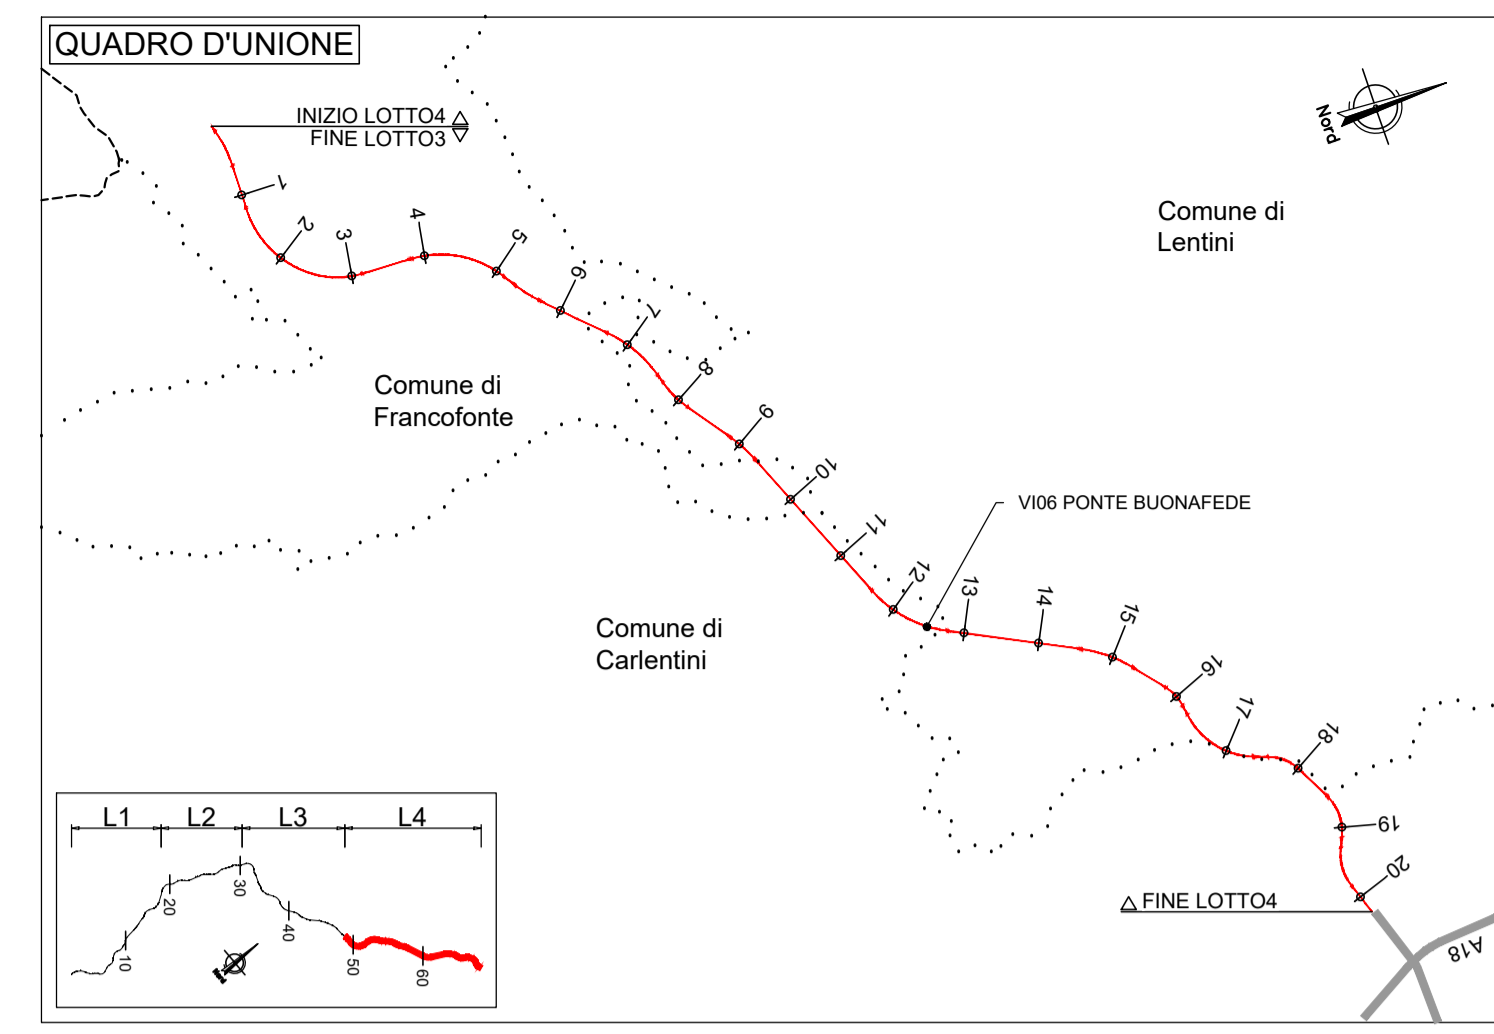 QUADRO D'UNIONE
INIZIO LOTTO4
FINE LOTTO3
Nord
Comune di
Lentini
1
2
3
4
5
6
7
8
9
10
11
12
13
14
15
16
17
18
19
20
Comune di
Francofonte
VI06 PONTE BUONAFEDE
Comune di
Carlentini
FINE LOTTO4
A18
L1
L2
L3
L4
10
20
30
40
50
60
Nord